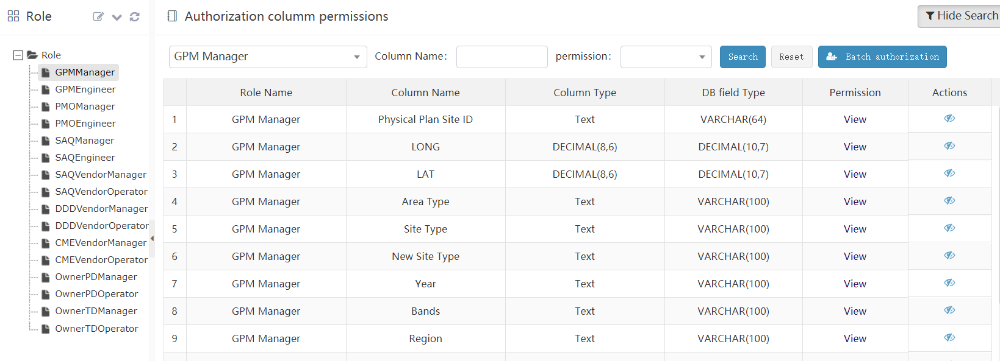 Role
Authorization columm permissions
Hide Search
Role
GPMManager
GPMEngineer
PMOManager
PMOEngineer
SAQManager
SAQEngineer
SAQVendorManager
SAQVendorOperator
DDDVendorManager
DDDVendorOperator
CMEVendorManager
CMEVendorOperator
OwnerPDManager
OwnerPDOperator
OwnerTDManager
OwnerTDOperator
GPM Manager Column Name: permission: Search Reset Batch authorization
Role Name Column Name Column Type DB field Type Permission Actions
1 GPM Manager Physical Plan Site ID Text VARCHAR(64) View
2 GPM Manager LONG DECIMAL(8,6) DECIMAL(10,7) View
3 GPM Manager LAT DECIMAL(8,6) DECIMAL(10,7) View
4 GPM Manager Area Type Text VARCHAR(100) View
5 GPM Manager Site Type Text VARCHAR(100) View
6 GPM Manager New Site Type Text VARCHAR(100) View
7 GPM Manager Year Text VARCHAR(100) View
8 GPM Manager Bands Text VARCHAR(100) View
9 GPM Manager Region Text VARCHAR(100) View